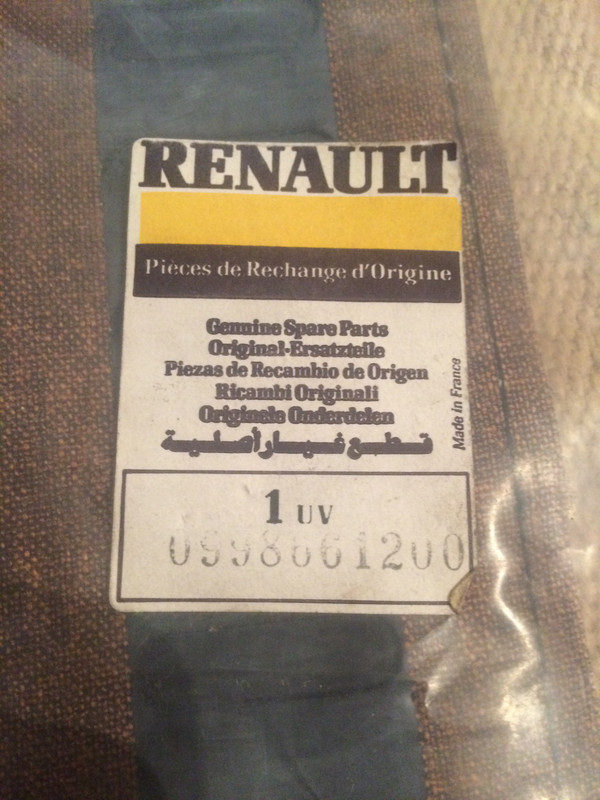 RENAULT
Pièces de Rechange d'Origine
Genuine Spare Parts
Original-Ersatzteile
Piezas de Recambio de Origen
Ricambi Originali
Originele Onderdelen
قطع غيار أصلية
Made in France
1 UV
0998661200